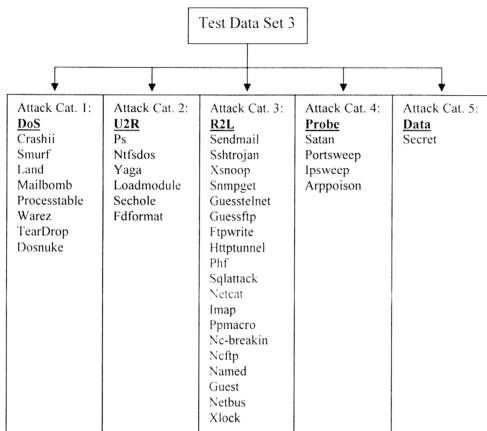 Test Data Set 3
Attack Cat. 1:
DoS
Crashii
Smurf
Land
Mailbomb
Processtable
Warez
TearDrop
Dosnuke
Attack Cat. 2:
U2R
Ps
Ntfsdos
Yaga
Loadmodule
Sechole
Fdformat
Attack Cat. 3:
R2L
Sendmail
Sshtrojan
Xsnoop
Snmpget
Guesstelnet
Guessftp
Ftpwrite
Httptunnel
Phf
Sqlattack
Netcat
Imap
Ppmacro
Nc-breakin
Ncftp
Named
Guest
Netbus
Xlock
Attack Cat. 4:
Probe
Satan
Portsweep
Ipsweep
Arppoison
Attack Cat. 5:
Data
Secret